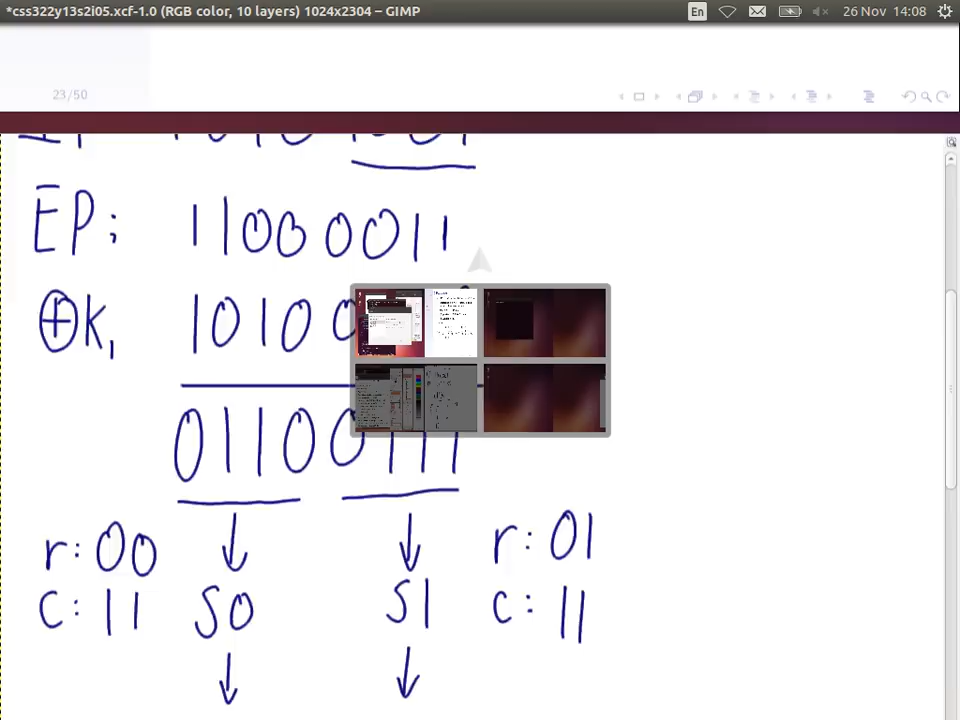 *css322y13s2i05.xcf-1.0 (RGB color, 10 layers) 1024x2304 – GIMP
En
26 Nov 14:08
23/50
EP: 11000011
⊕K1 1010
01100111
r: 00
r: 01
C: 11 S0 S1 C: 11